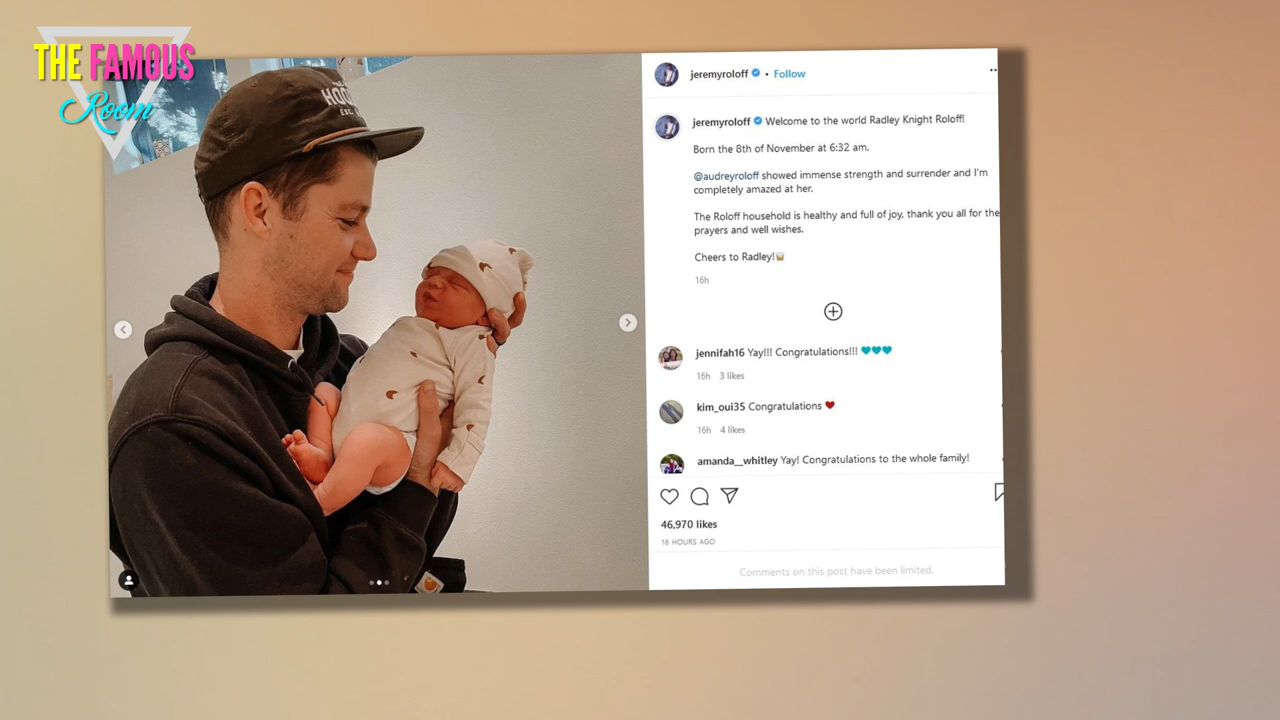 THE FAMOUS
Room
HOO
jeremyroloff • Follow
jeremyroloff Welcome to the world Radley Knight Roloff!
Born the 8th of November at 6:32 am.
@audreyroloff showed immense strength and surrender and I'm
completely amazed at her.
The Roloff household is healthy and full of joy, thank you all for the
prayers and well wishes.
Cheers to Radley!🥃
16h
jennifah16 Yay!!! Congratulations!!! 💙💙💙
16h 3 likes
kim_oui35 Congratulations ❤️
16h 4 likes
amanda__whitley Yay! Congratulations to the whole family!
46,970 likes
16 HOURS AGO
Comments on this post have been limited.